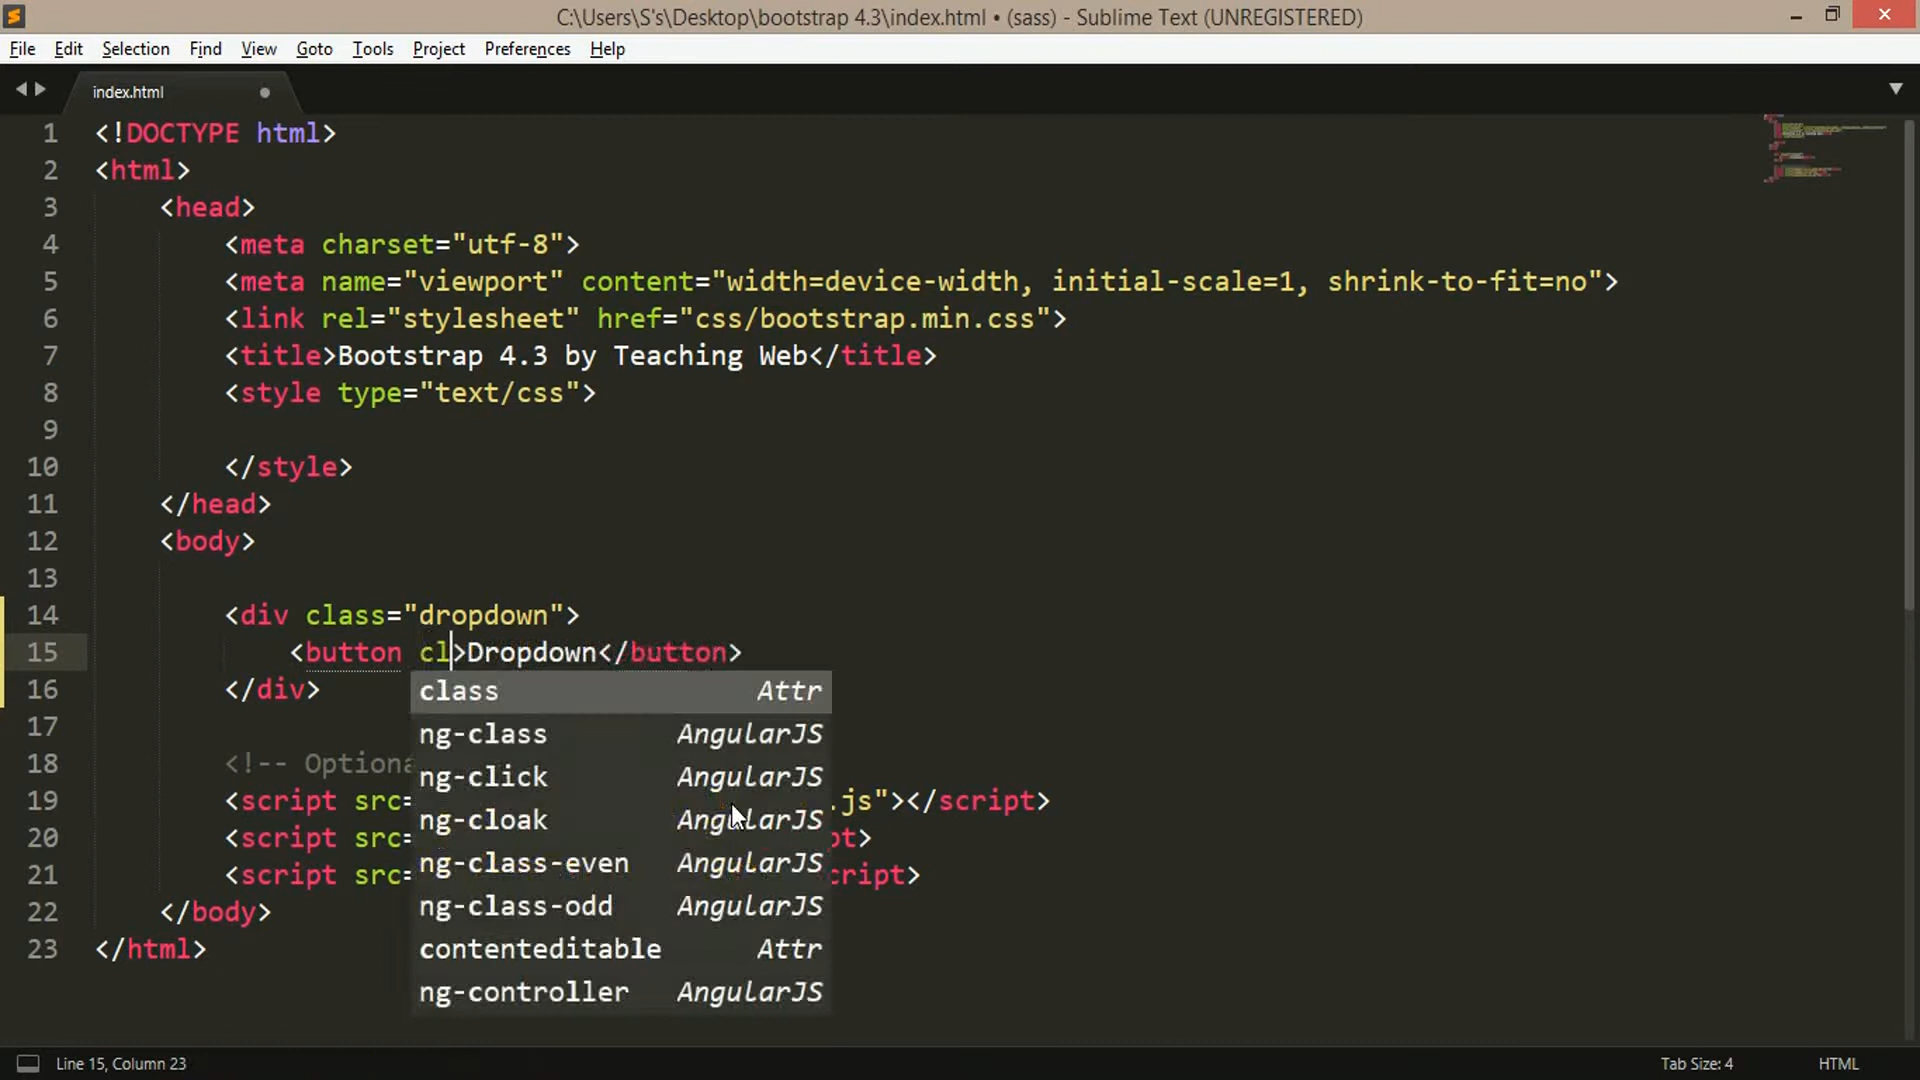 C:\Users\S's\Desktop\bootstrap 4.3\index.html • (sass) - Sublime Text (UNREGISTERED)
File Edit Selection Find View Goto Tools Project Preferences Help
index.html
1 <!DOCTYPE html>
2 <html>
3 <head>
4 <meta charset="utf-8">
5 <meta name="viewport" content="width=device-width, initial-scale=1, shrink-to-fit=no">
6 <link rel="stylesheet" href="css/bootstrap.min.css">
7 <title>Bootstrap 4.3 by Teaching Web</title>
8 <style type="text/css">
9
10 </style>
11 </head>
12 <body>
13
14 <div class="dropdown">
15 <button cl>Dropdown</button>
16 </div>
class Attr
17
ng-class AngularJS
18 <!-- Optiona
ng-click AngularJS
19 <script src= .js"></script>
ng-cloak AngularJS
20 <script src= pt>
ng-class-even AngularJS
21 <script src= cript>
ng-class-odd AngularJS
22 </body>
contenteditable Attr
23 </html>
ng-controller AngularJS
Line 15, Column 23 Tab Size: 4 HTML